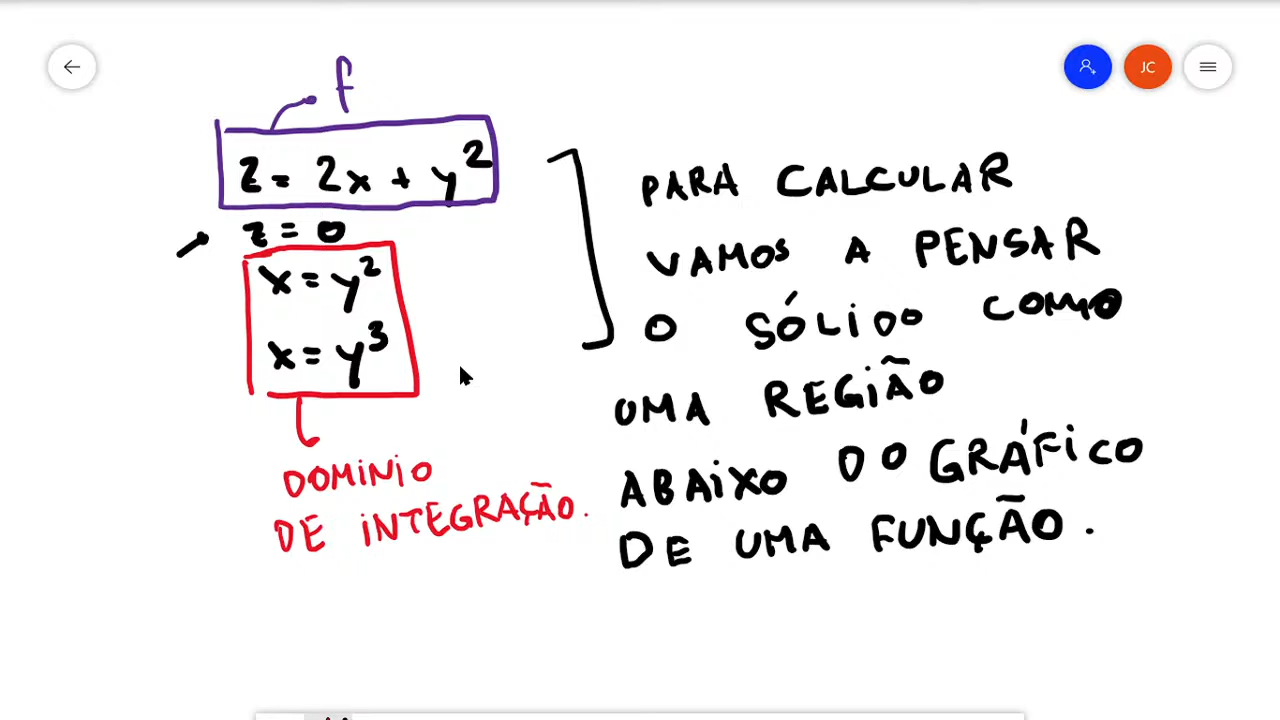 f
JC
z = 2x + y²
z = 0
x = y²
x = y³
DOMÍNIO
DE INTEGRAÇÃO.
PARA CALCULAR
VAMOS A PENSAR
O SÓLIDO COMO
UMA REGIÃO
ABAIXO DO GRÁFICO
DE UMA FUNÇÃO.